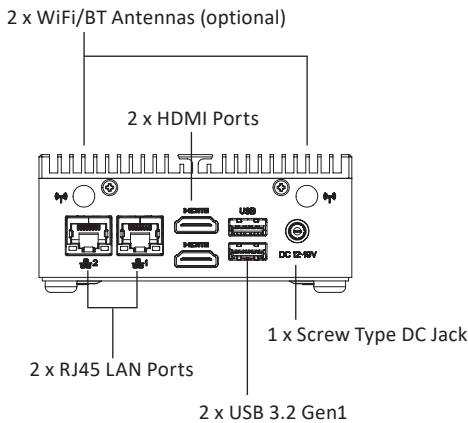 2 x WiFi/BT Antennas (optional)
2 x HDMI Ports
HDMI
USB
2
1
HDMI
DC 12-19V
1 x Screw Type DC Jack
2 x RJ45 LAN Ports
2 x USB 3.2 Gen1